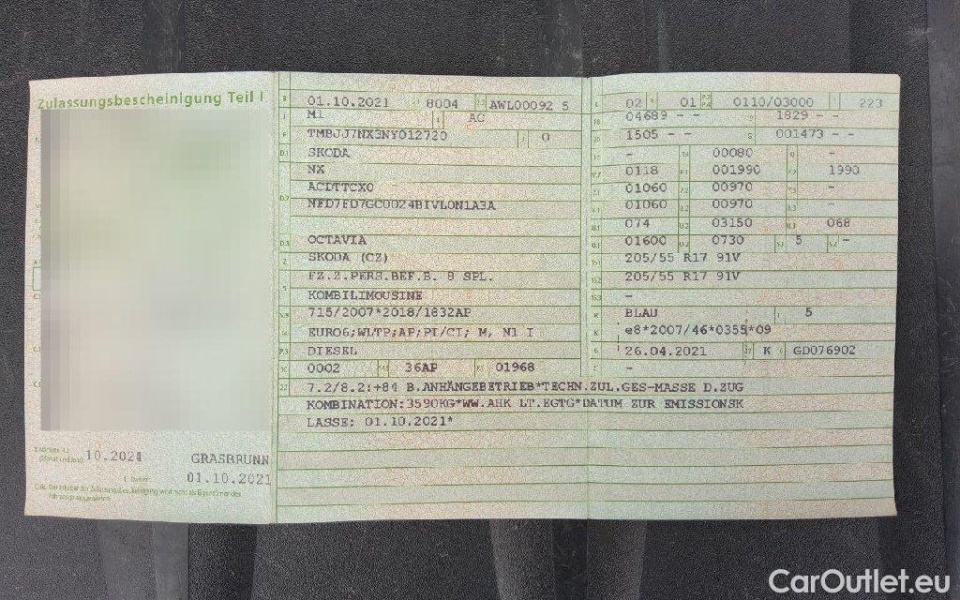 Zulassungsbescheinigung Teil I
10.2024
GRASBRUNN
01.10.2021
01.10.2021 8004 AWL00092 5
M1 AC
TMBJJ7NX3NY012720 0
SKODA
NX
ACDTTCX0
NFD7FD7GC0024BIVLON1A3A
OCTAVIA
SKODA (CZ)
FZ.Z.PERS.BEF.B. 8 SPL.
KOMBILIMOUSINE
715/2007*2018/1832AP
EURO6;WLTP;AP;PI/CI; M, N1 I
DIESEL
0002 36AP 01968
7.2/8.2:+84 B.ANHÄNGEBETRIEB*TECHN.ZUL.GES-MASSE D.ZUG
KOMBINATION:3590KG*WW.AHK LT.EGTG*DATUM ZUR EMISSIONSK
LASSE: 01.10.2021*
02 01 0110/03000 223
04689 - - 1829 - -
1505 - - 001473 - -
- 00080 -
0118 001990 1990
01060 00970 -
01060 00970 -
074 03150 068
01600 0730 5 -
205/55 R17 91V
205/55 R17 91V
-
BLAU 5
e8*2007/46*0355*09
26.04.2021 K GD076902
-
CarOutlet.eu